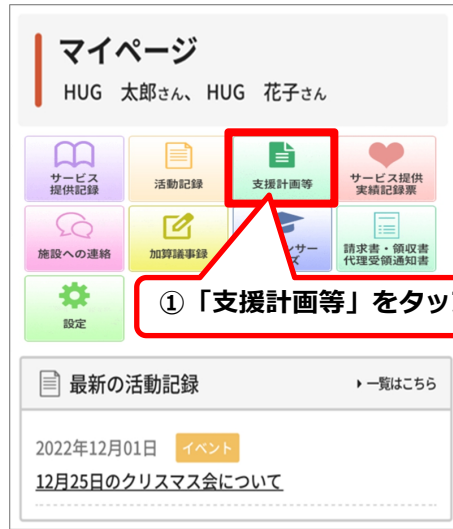 マイページ
HUG 太郎さん、HUG 花子さん
サービス
提供記録
活動記録
支援計画等
サービス提供
実績記録票
施設への連絡
加算議事録
ンサー
ズ
請求書・領収書
代理受領通知書
設定
①「支援計画等」をタッ
最新の活動記録
一覧はこちら
2022年12月01日 イベント
12月25日のクリスマス会について